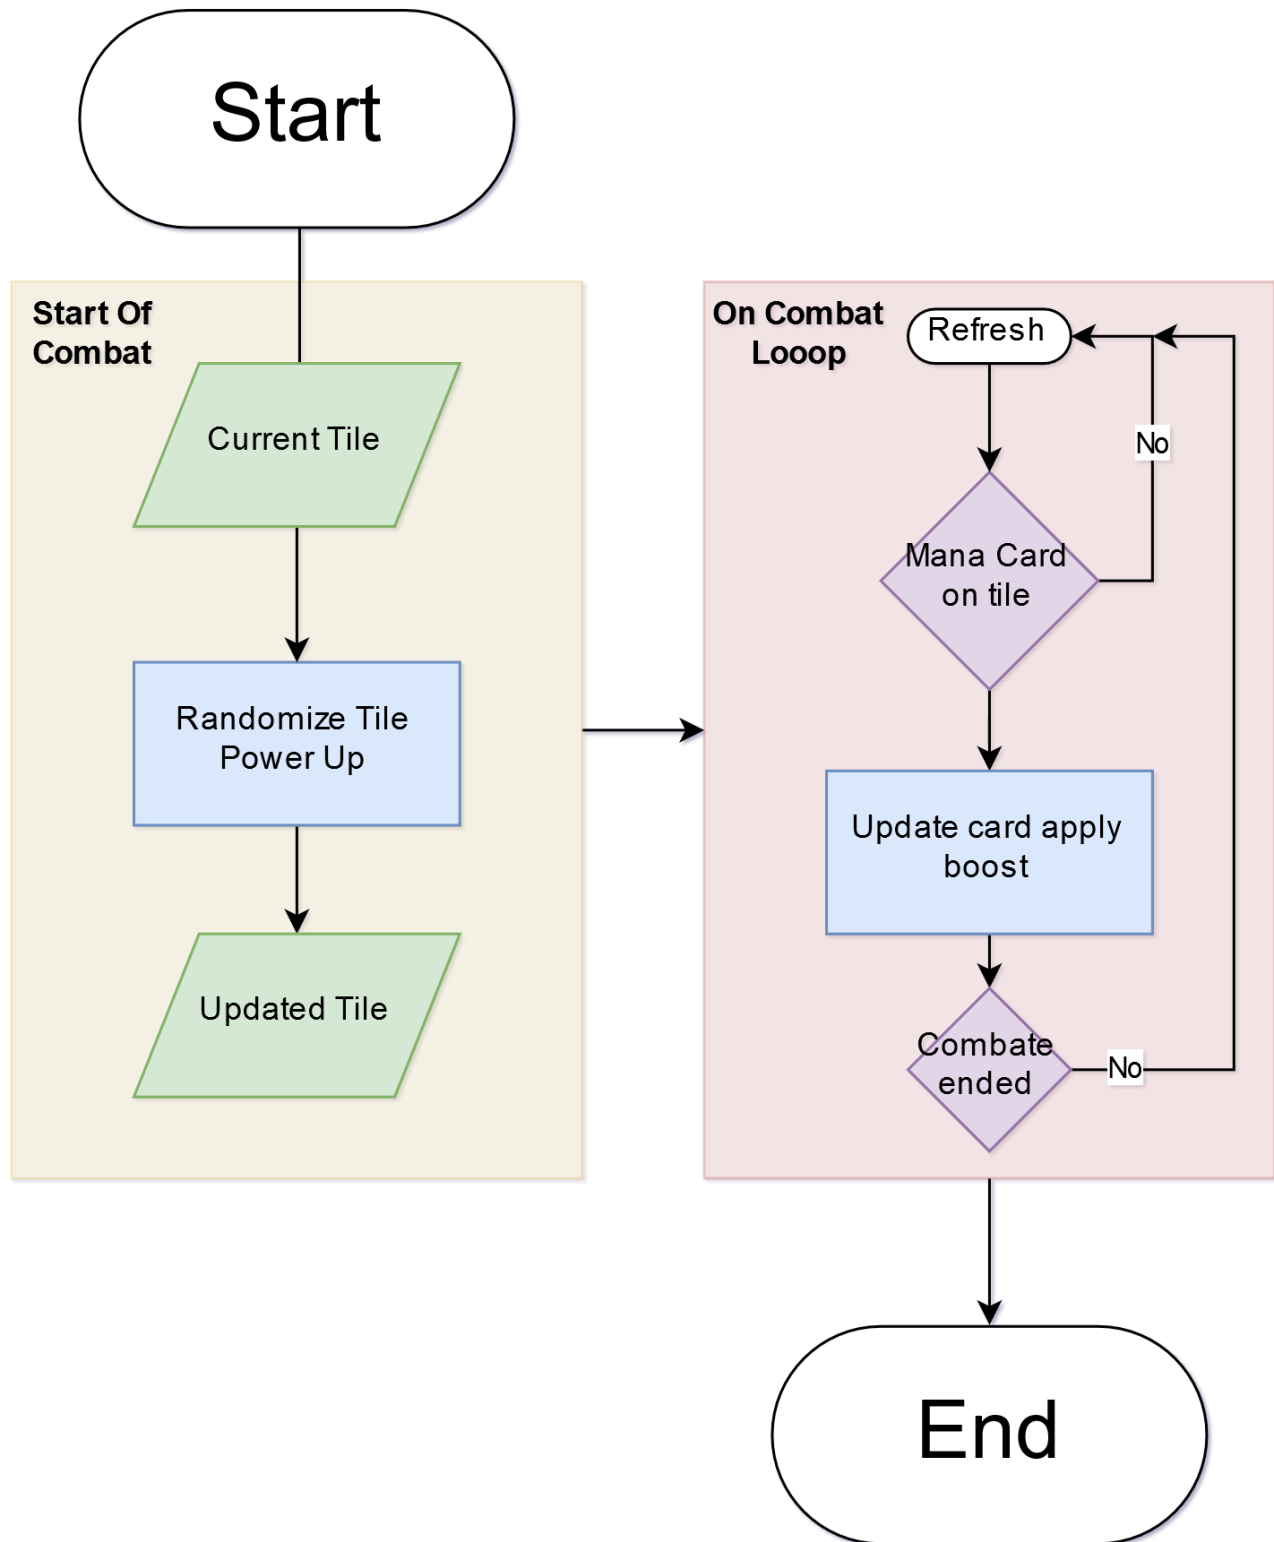 Start
Start Of
Combat
Current Tile
Randomize Tile
Power Up
Updated Tile
On Combat
Looop
Refresh
No
Mana Card
on tile
Update card apply
boost
Combate
ended
No
End